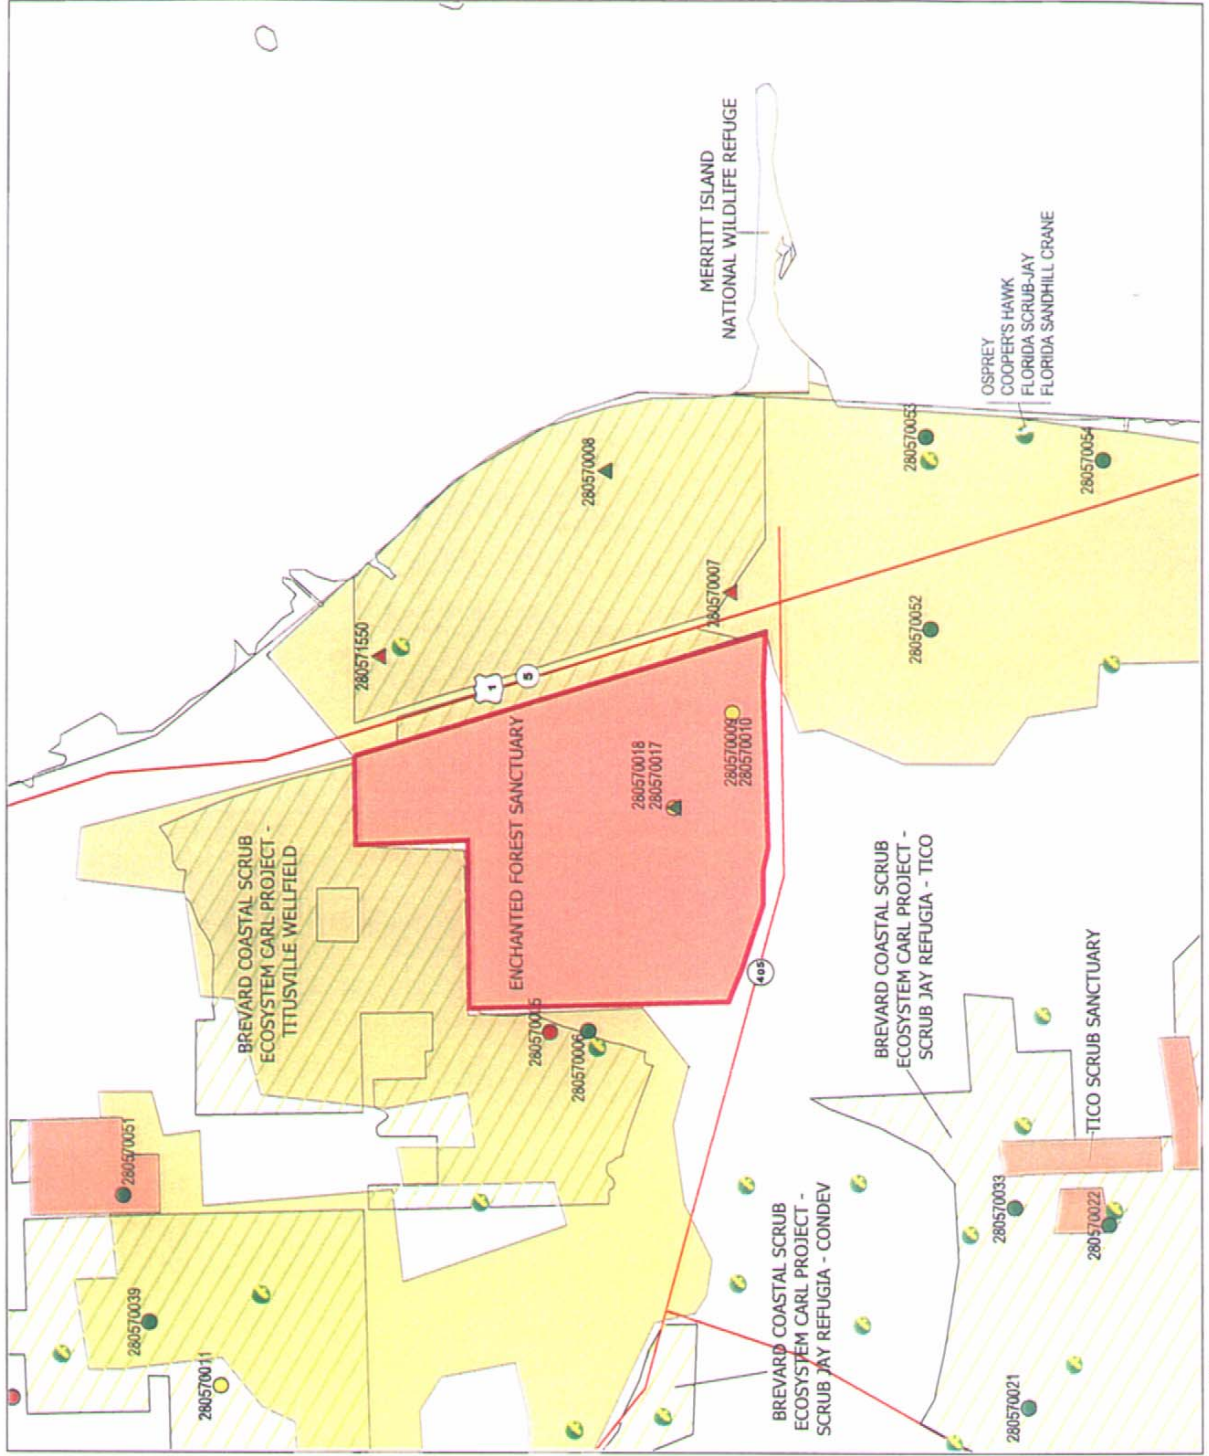 MERRITT ISLAND
NATIONAL WILDLIFE REFUGE
OSPREY
COOPER'S HAWK
FLORIDA SCRUB-JAY
FLORIDA SANDHILL CRANE
280570008
280570053
280570054
280570007
280570052
280571550
1
5
ENCHANTED FOREST SANCTUARY
280570018
280570017
280570009
280570010
BREVARD COASTAL SCRUB
ECOSYSTEM CARL PROJECT -
TITUSVILLE WELLFIELD
405
BREVARD COASTAL SCRUB
ECOSYSTEM CARL PROJECT -
SCRUB JAY REFUGIA - TICO
TICO SCRUB SANCTUARY
280570006
280570051
280570033
280570022
BREVARD COASTAL SCRUB
ECOSYSTEM CARL PROJECT -
SCRUB JAY REFUGIA - CONDEV
280570039
280570011
280570021